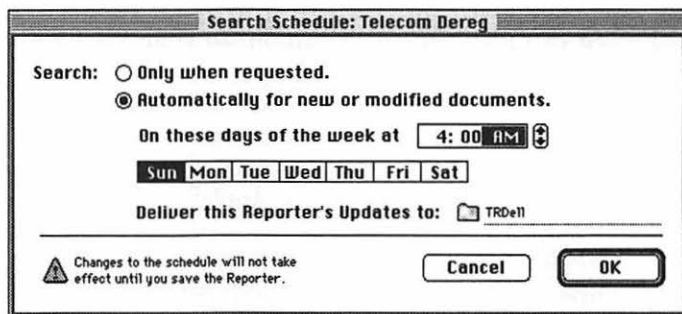 Search Schedule: Telecom Dereg
Search: Only when requested.
Automatically for new or modified documents.
On these days of the week at 4:00 AM
Sun Mon Tue Wed Thu Fri Sat
Deliver this Reporter's Updates to: TRDell
Changes to the schedule will not take
effect until you save the Reporter.
Cancel OK